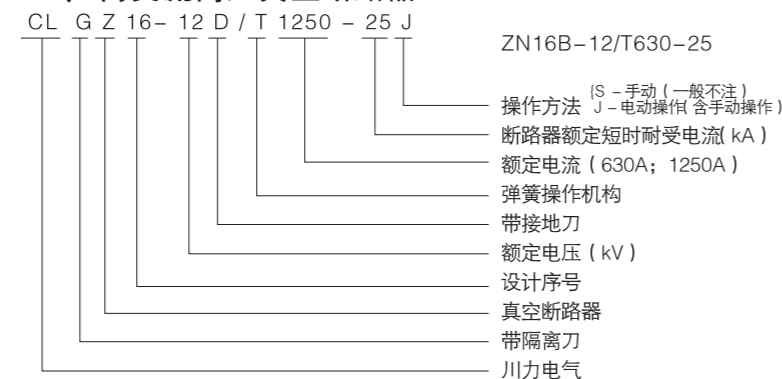 CL G Z 16-12 D / T 1250 - 25 J
ZN16B-12/T630-25
操作方法 {S-手动(一般不注)
J-电动操作(含手动操作)
断路器额定短时耐受电流(kA)
额定电流(630A;1250A)
弹簧操作机构
带接地刀
额定电压(kV)
设计序号
真空断路器
带隔离刀
川力电气